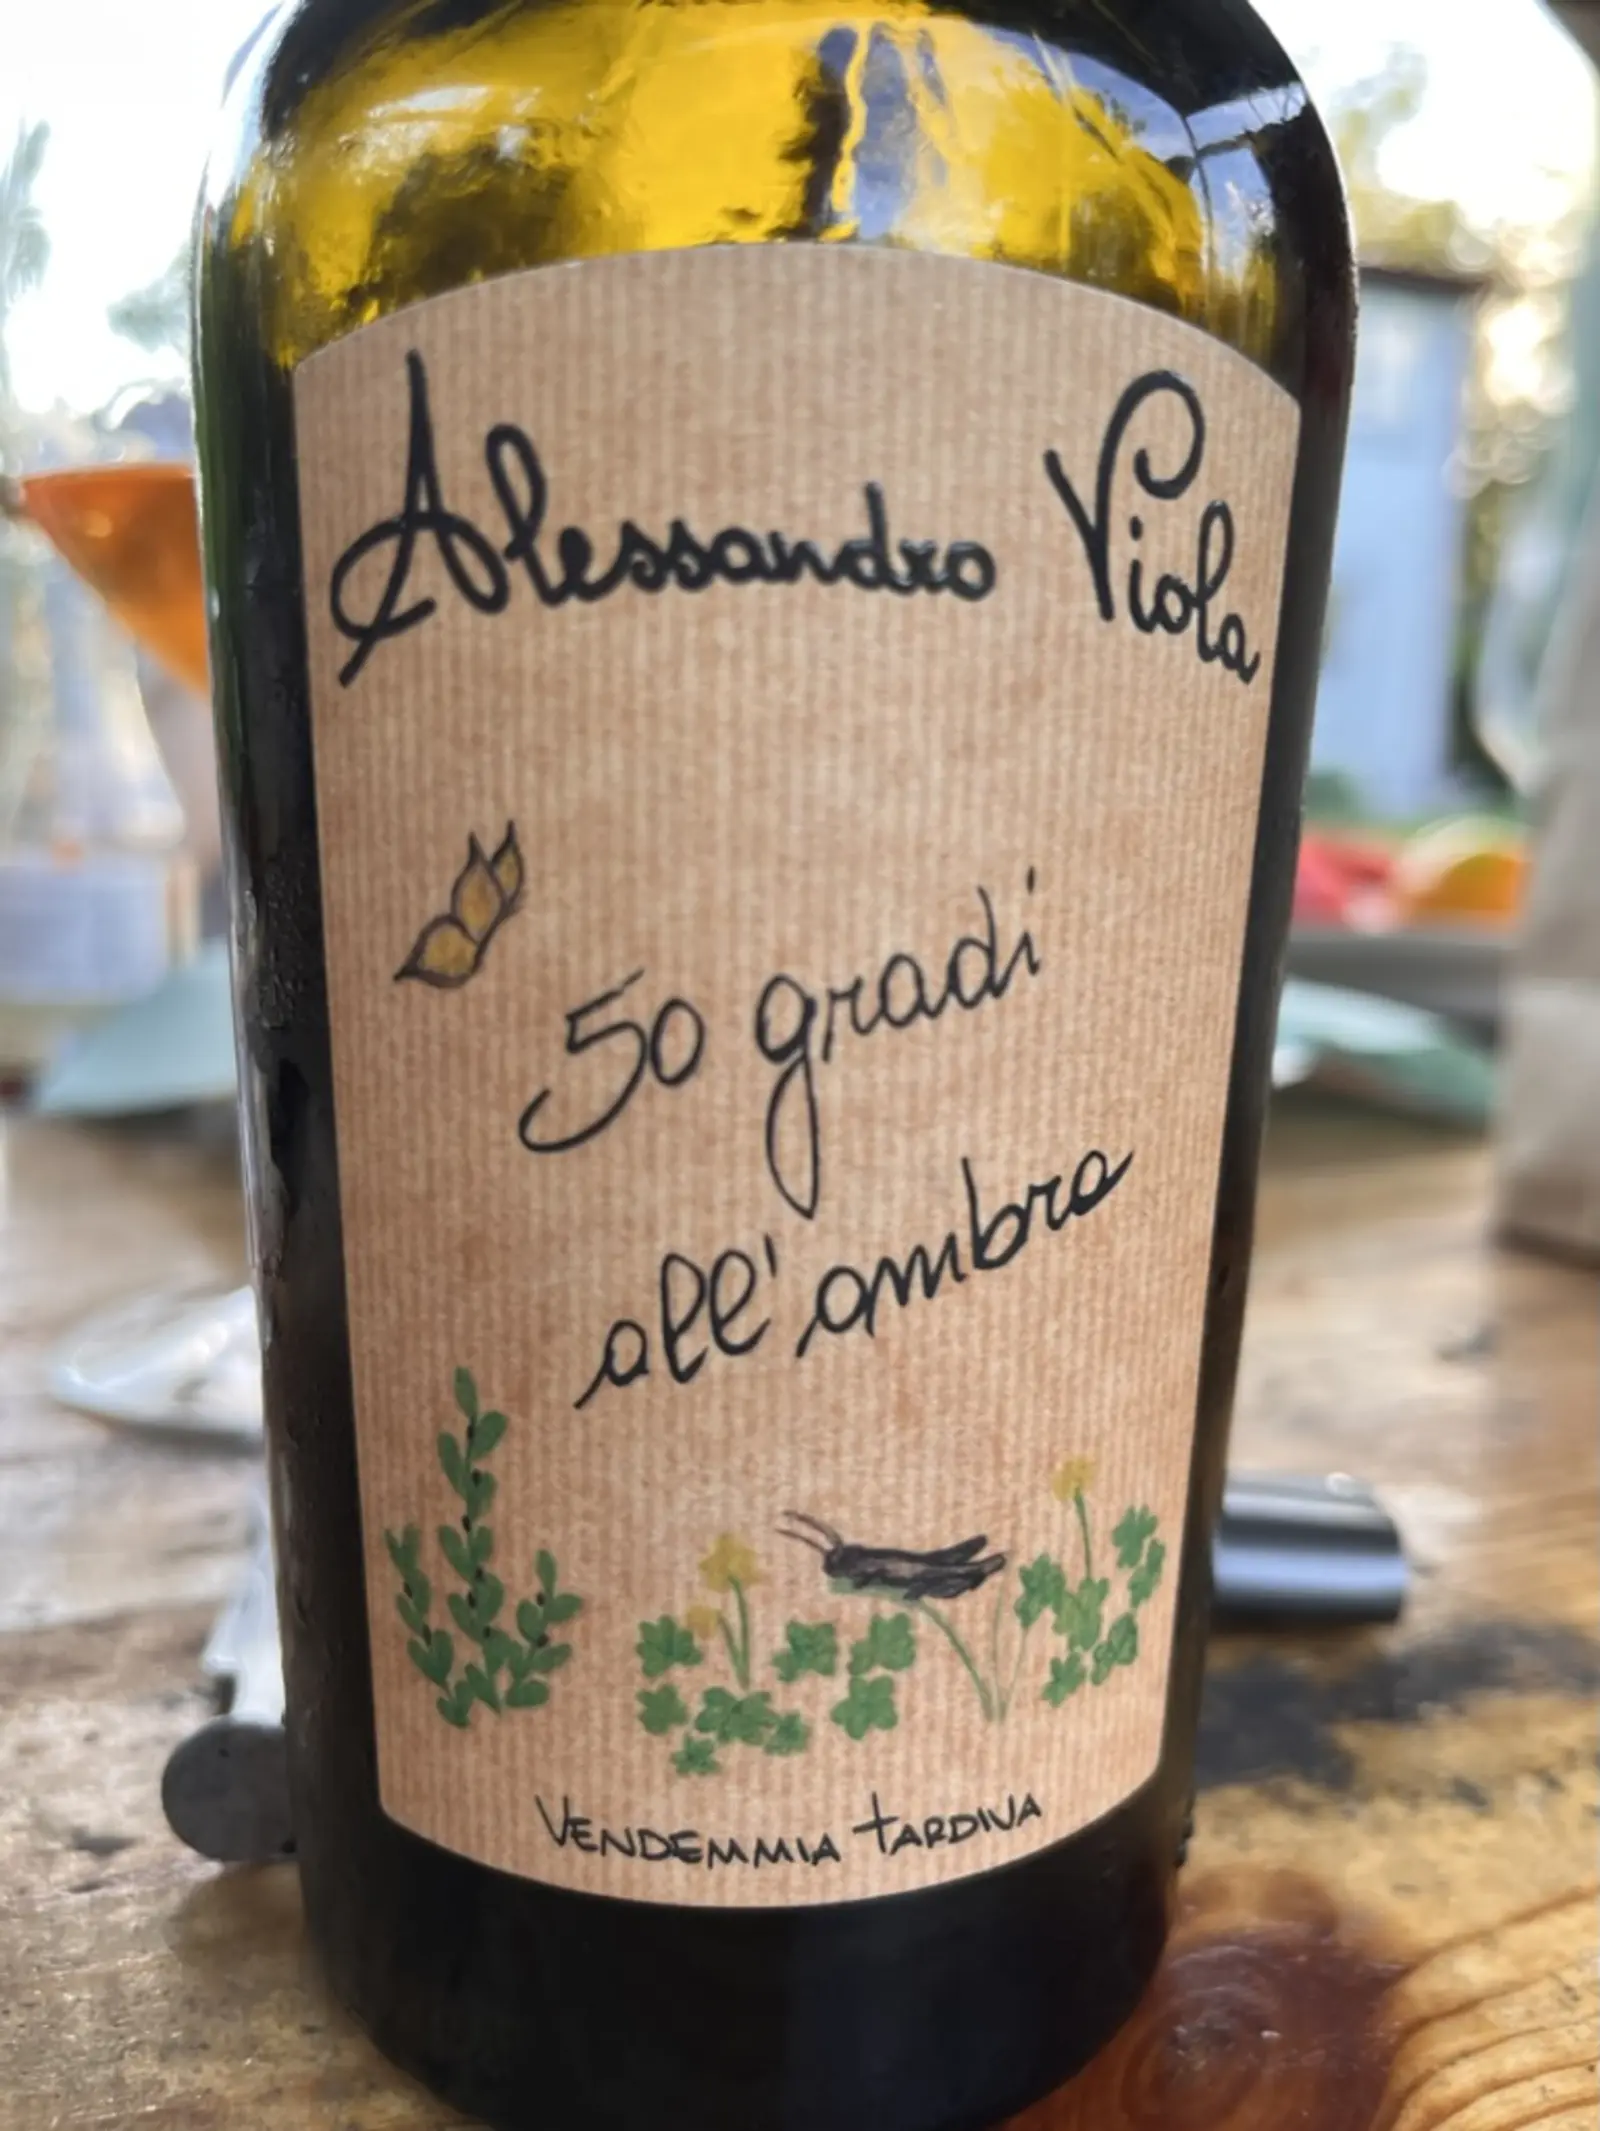 Alessandro Viola
50 gradi
all'ombra
VENDEMMIA TARDIVA